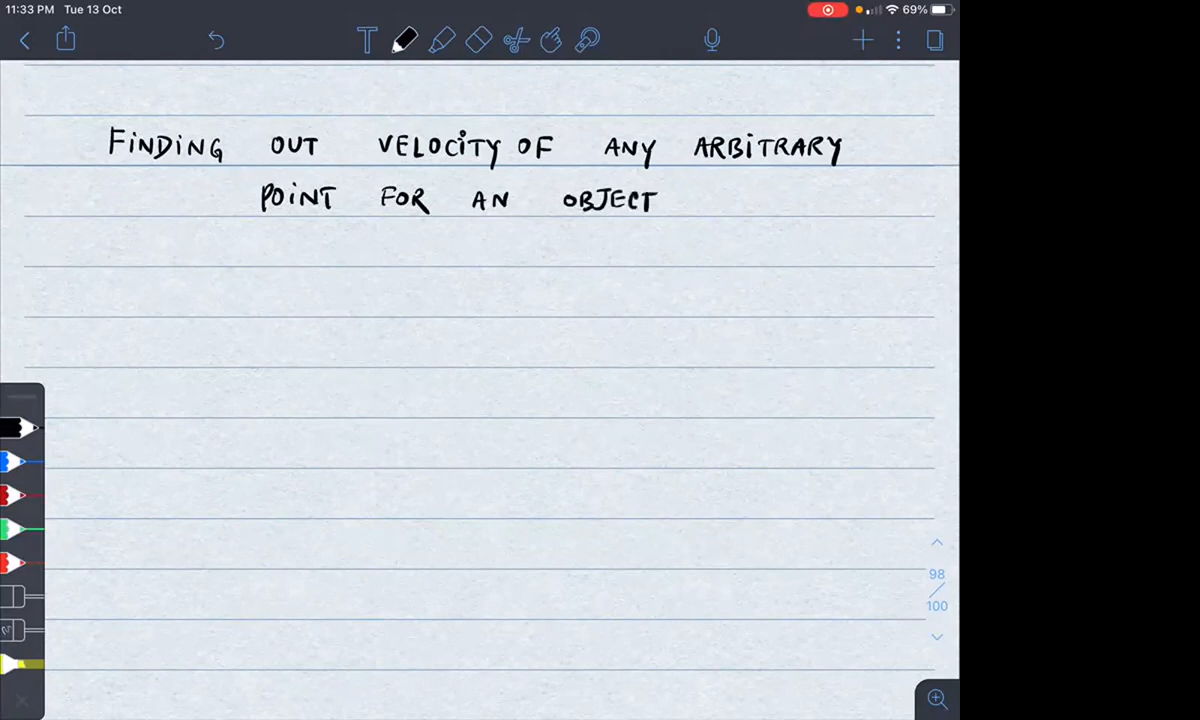 11:33 PM Tue 13 Oct 69%
T
FINDING OUT VELOCITY OF ANY ARBITRARY
POINT FOR AN OBJECT
98
100